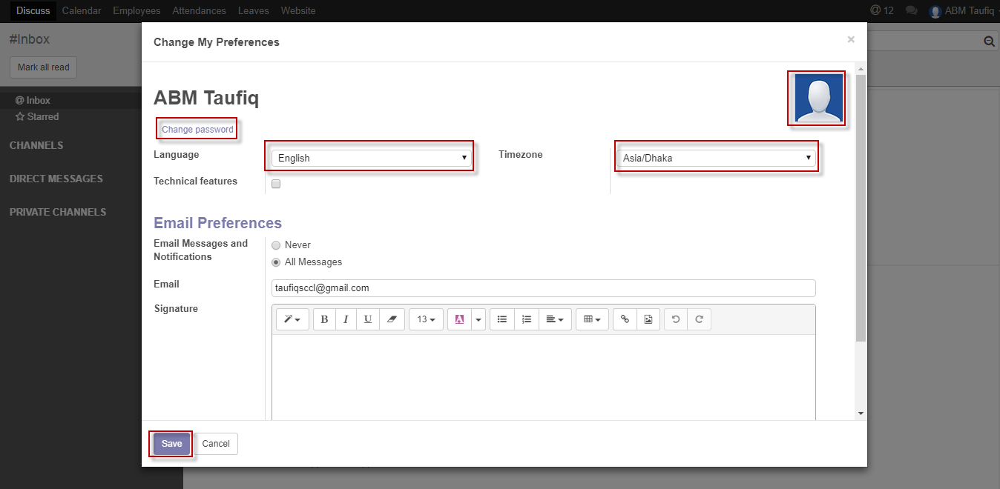 Discuss Calendar Employees Attendances Leaves Website @ 12 ABM Taufiq
#Inbox
Mark all read
@ Inbox
Starred
CHANNELS
DIRECT MESSAGES
PRIVATE CHANNELS
Change My Preferences ×
ABM Taufiq
Change password
Language English Timezone Asia/Dhaka
Technical features
Email Preferences
Email Messages and
Notifications
Never
All Messages
Email taufiqsccl@gmail.com
Signature
B I U 13 A
Save Cancel